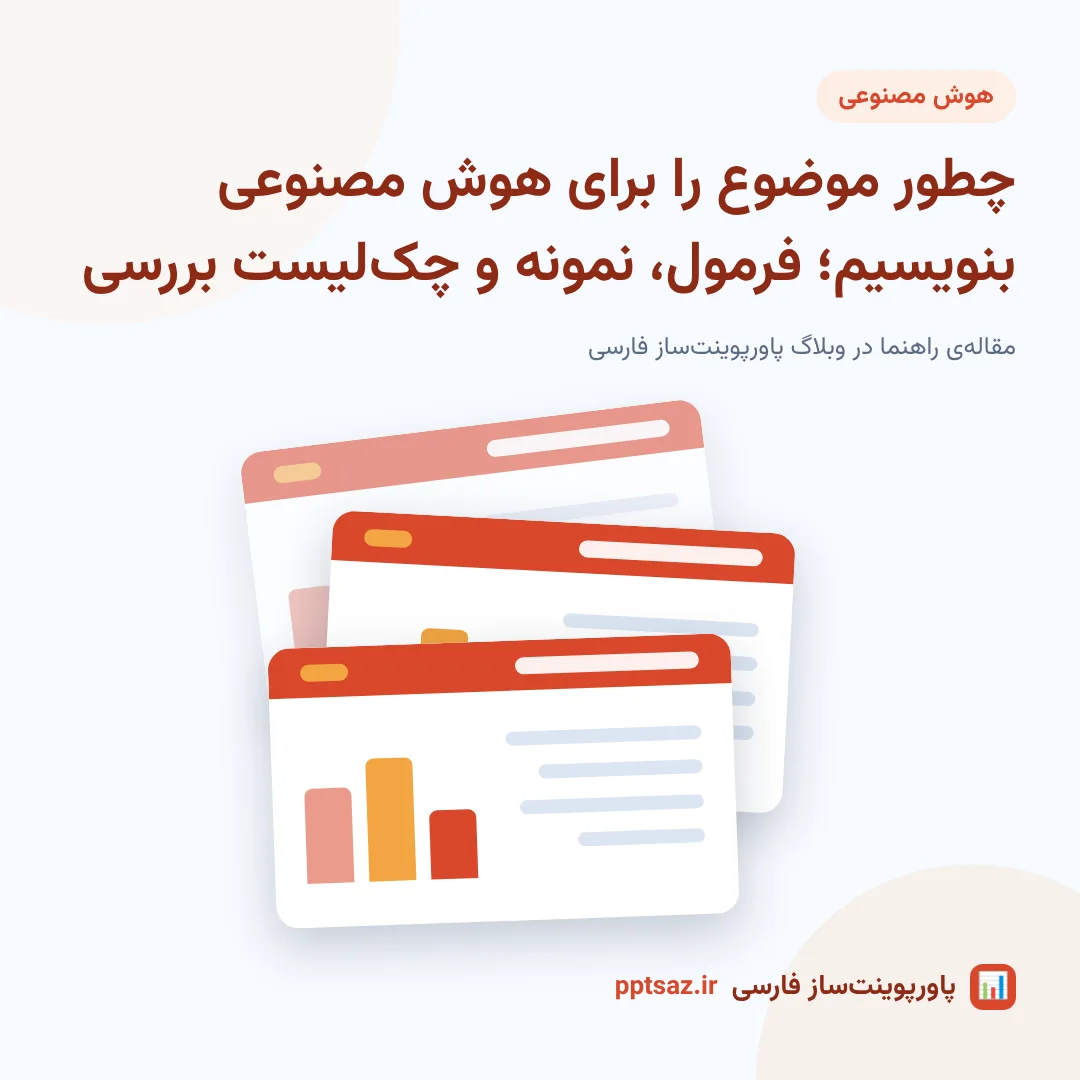 هوش مصنوعی
چطور موضوع را برای هوش مصنوعی
بنویسیم؛ فرمول، نمونه و چک‌لیست بررسی
مقاله‌ی راهنما در وبلاگ پاورپوینت‌ساز فارسی
پاورپوینت‌ساز فارسی pptsaz.ir